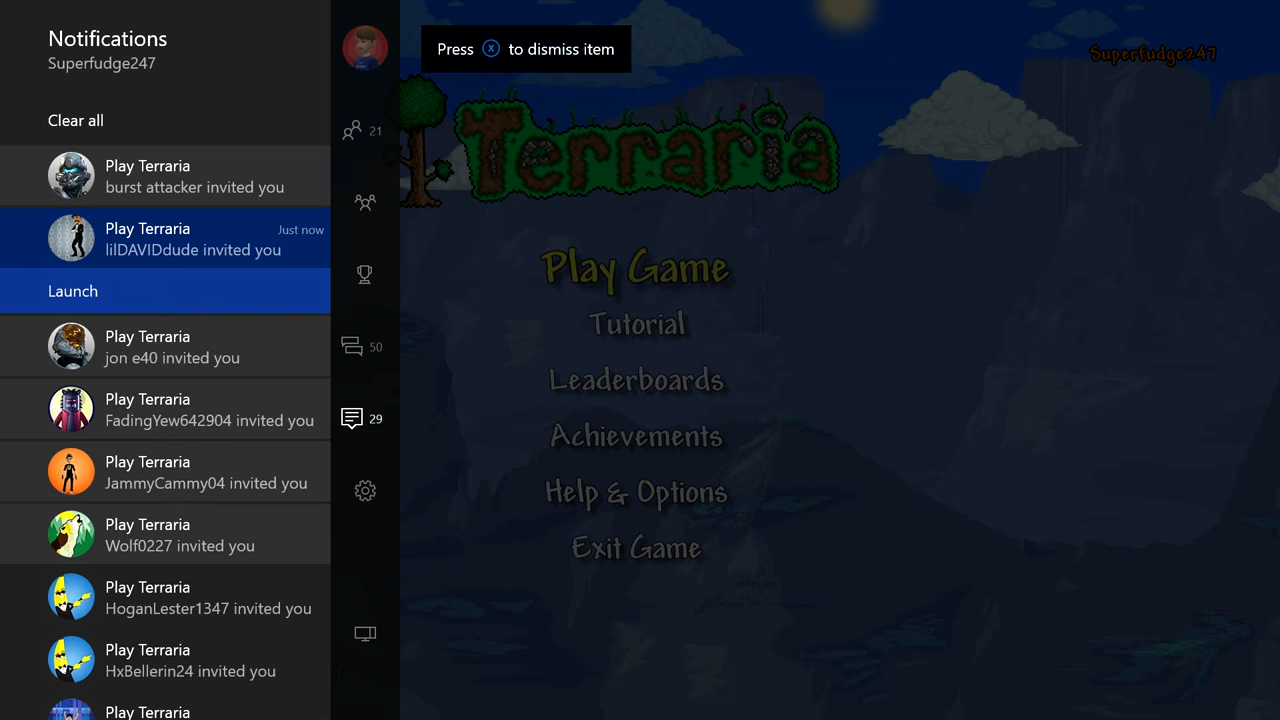 Notifications
Superfudge247
Clear all
Play Terraria
burst attacker invited you
Play Terraria
Just now
lilDAVIDdude invited you
Launch
Play Terraria
jon e40 invited you
Play Terraria
FadingYew642904 invited you
Play Terraria
JammyCammy04 invited you
Play Terraria
Wolf0227 invited you
Play Terraria
HoganLester1347 invited you
Play Terraria
HxBellerin24 invited you
Play Terraria
21
50
29
Press X to dismiss item
Superfudge247
Terraria
Play Game
Tutorial
Leaderboards
Achievements
Help & Options
Exit Game